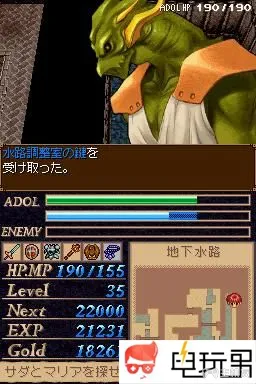 ADOL HP 190/190
水路調整室の鍵を
受け取った。
ADOL
ENEMY
HP.MP 190/155
Level 35
地下水路
Next 22000
EXP 21231
Gold 18261
サダとマリアを探せ
电玩男